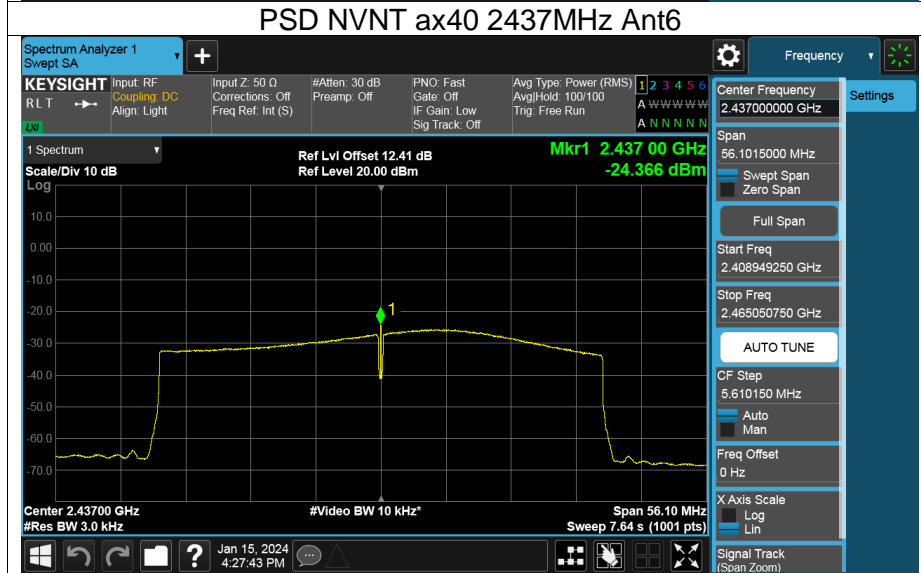 PSD NVNT ax40 2437MHz Ant6
Spectrum Analyzer 1
Swept SA
+
Frequency
KEYSIGHT
R L T
LXI
Input: RF
Coupling: DC
Align: Light
Input Z: 50 Ω
Corrections: Off
Freq Ref: Int (S)
#Atten: 30 dB
Preamp: Off
PNO: Fast
Gate: Off
IF Gain: Low
Sig Track: Off
Avg Type: Power (RMS)
Avg|Hold: 100/100
Trig: Free Run
1 2 3 4 5 6
A W W W W W
A N N N N N
Center Frequency
2.437000000 GHz
Settings
Span
56.1015000 MHz
Swept Span
Zero Span
Full Span
Start Freq
2.408949250 GHz
Stop Freq
2.465050750 GHz
AUTO TUNE
CF Step
5.610150 MHz
Auto
Man
Freq Offset
0 Hz
X Axis Scale
Log
Lin
Signal Track
(Span Zoom)
1 Spectrum
Scale/Div 10 dB
Log
Ref Lvl Offset 12.41 dB
Ref Level 20.00 dBm
Mkr1 2.437 00 GHz
-24.366 dBm
10.0
0.00
-10.0
-20.0
-30.0
-40.0
-50.0
-60.0
-70.0
1
Center 2.43700 GHz
#Res BW 3.0 kHz
#Video BW 10 kHz*
Span 56.10 MHz
Sweep 7.64 s (1001 pts)
?
Jan 15, 2024
4:27:43 PM